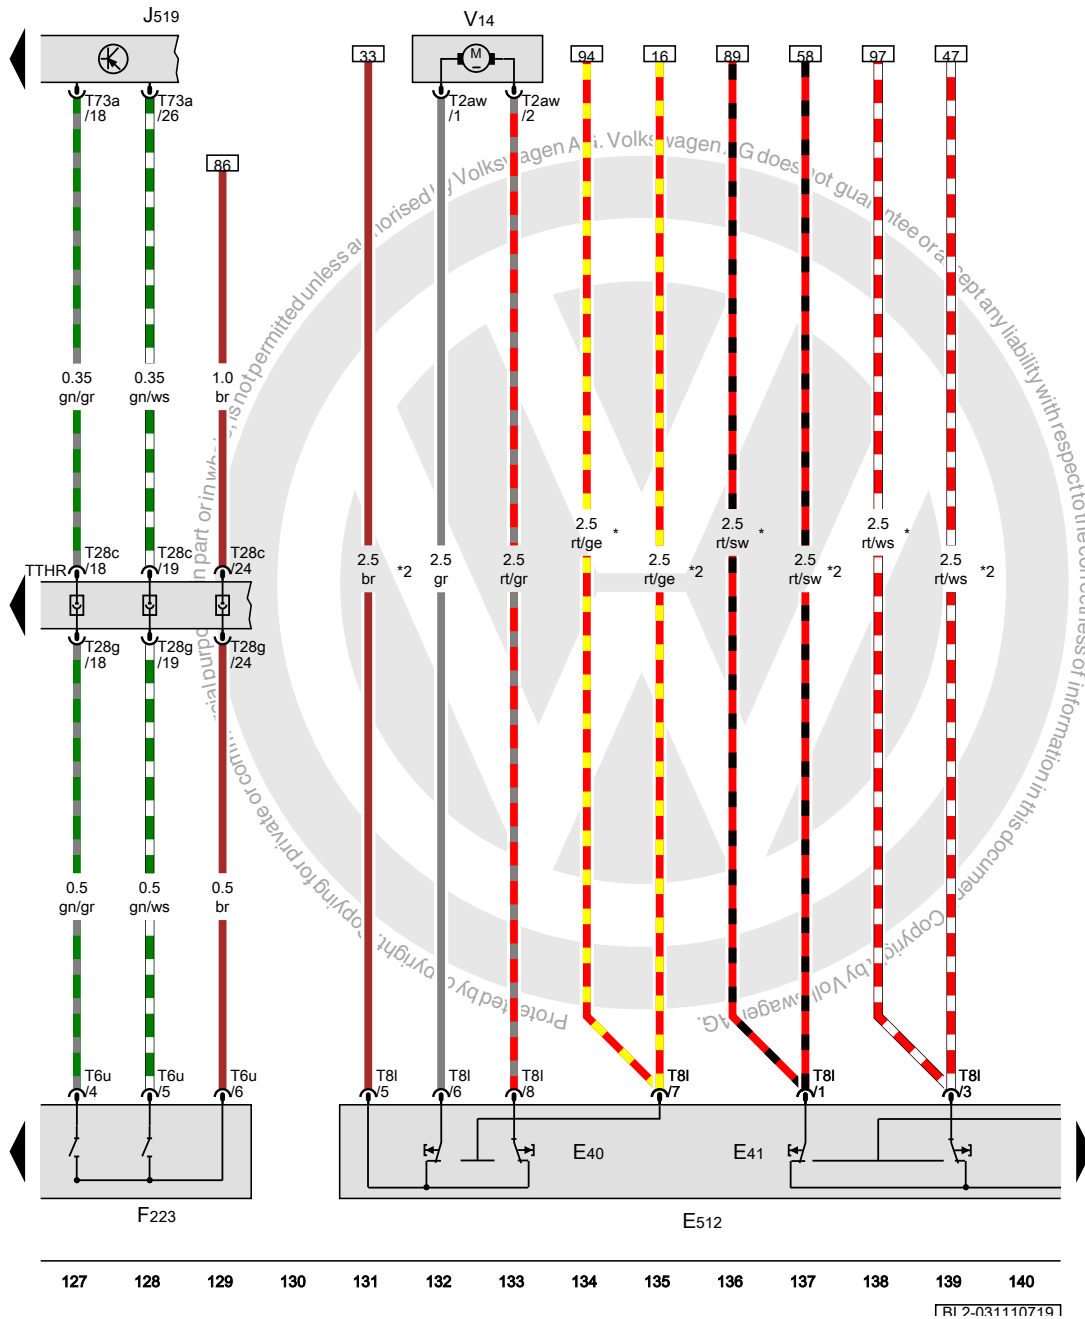 J519
V14
33
94
16
89
58
97
47
M
T73a
/18
T73a
/26
T2aw
/1
T2aw
/2
86
0.35
gn/gr
0.35
gn/ws
1.0
br
2.5
rt/ge
*
2.5
rt/sw
*
2.5
rt/ws
*
2.5
br
*2
2.5
gr
2.5
rt/gr
2.5
rt/ge
*2
2.5
rt/sw
*2
2.5
rt/ws
*2
TTHR
T28c
/18
T28c
/19
T28c
/24
T28g
/18
T28g
/19
T28g
/24
0.5
gn/gr
0.5
gn/ws
0.5
br
T6u
/4
T6u
/5
T6u
/6
T8l
/5
T8l
/6
T8l
/8
T8l
/7
T8l
/1
T8l
/3
E40
E41
F223
E512
127 128 129 130 131 132 133 134 135 136 137 138 139 140
BL2-031110719